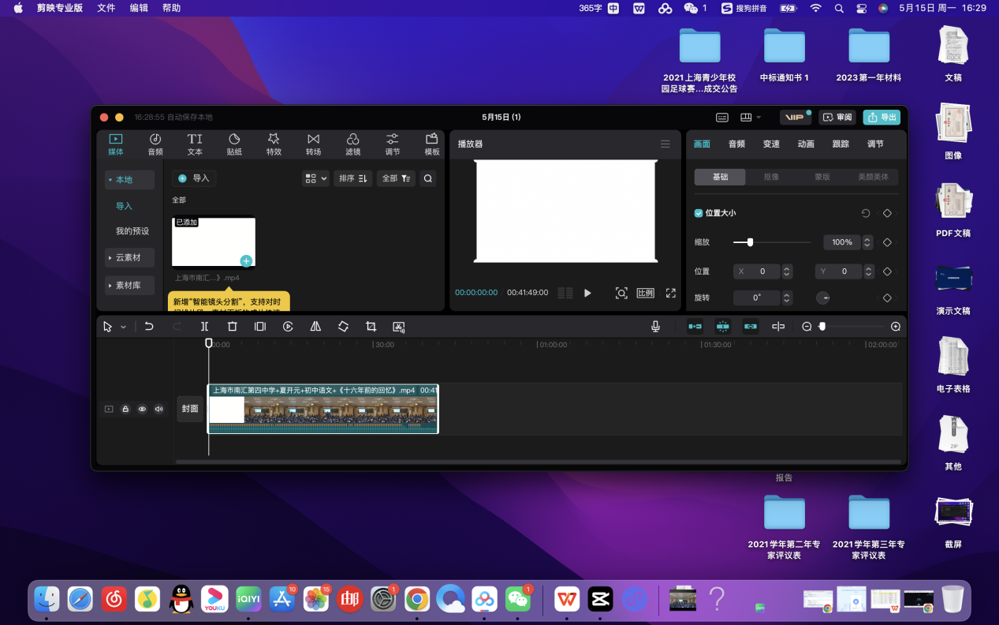 剪映专业版 文件 编辑 帮助
365字 中 1 搜狗拼音 5月15日 周一 16:29
2021上海青少年校
园足球赛...成交公告
中标通知书 1
2023第一年材料
DOCX
文稿
图像
PDF
PDF文稿
演示文稿
XLSXT
电子表格
ZIP
其他
截屏
16:28:55 自动保存本地
5月15日 (1)
VIP
审阅
导出
媒体 音频 文本 贴纸 特效 转场 滤镜 调节 模板
本地
导入
我的预设
云素材
素材库
导入
排序
全部
全部
已添加
上海市南汇...》.mp4
新增“智能镜头分割”，支持对时
播放器
00:00:00:00
00:41:49:00
比例
画面 音频 变速 动画 跟踪 调节
基础 抠像 蒙版 美颜美体
位置大小
缩放 100%
位置 X 0 Y 0
旋转 0°
00:00 30:00 01:00:00 01:30:00 02:00:00
上海市南汇第四中学+夏开元+初中语文+《十六年前的回忆》.mp4 00:41
封面
报告
2021学年第二年专
家评议表
2021学年第三年专
家评议表
YOUKU
iQIYI
10
15
邮
1
1